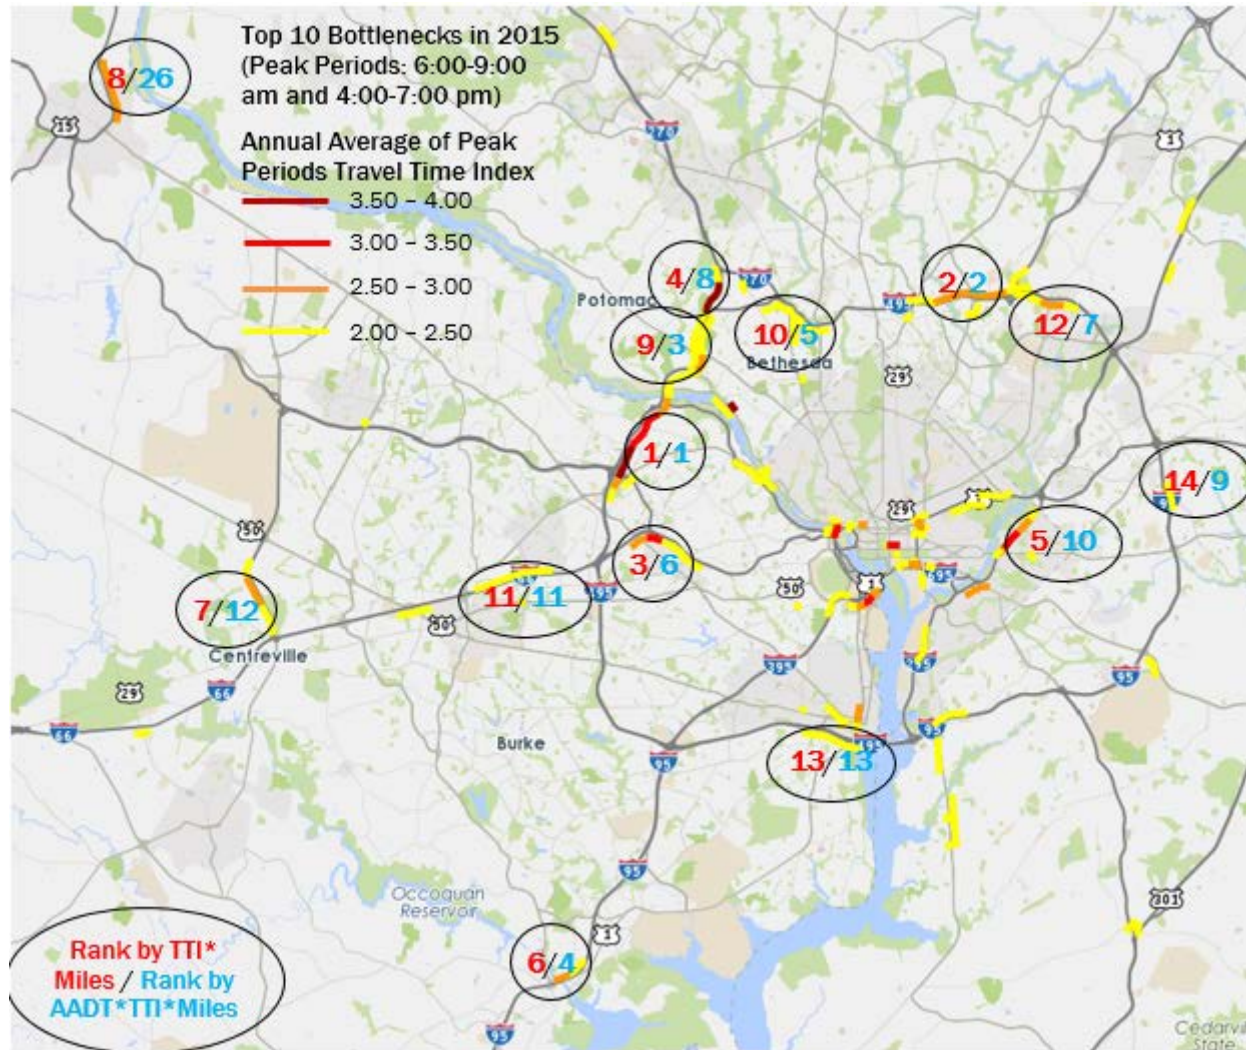 Top 10 Bottlenecks in 2015
(Peak Periods: 6:00-9:00
am and 4:00-7:00 pm)
Annual Average of Peak
Periods Travel Time Index
3.50 - 4.00
3.00 - 3.50
2.50 - 3.00
2.00 - 2.50
8/26
15
270
1
4/8
270
Potomac
495
2/2
9/3
10/5
Bethesda
12/7
29
1/1
14/9
50
29
5/10
3/6
11/11
495
50
1
295
7/12
50
Centreville
29
66
66
395
295
95
Burke
95
13/13
495
95
95
Occoquan
Reservoir
1
301
6/4
95
Rank by TTI*
Miles / Rank by
AADT*TTI*Miles
State